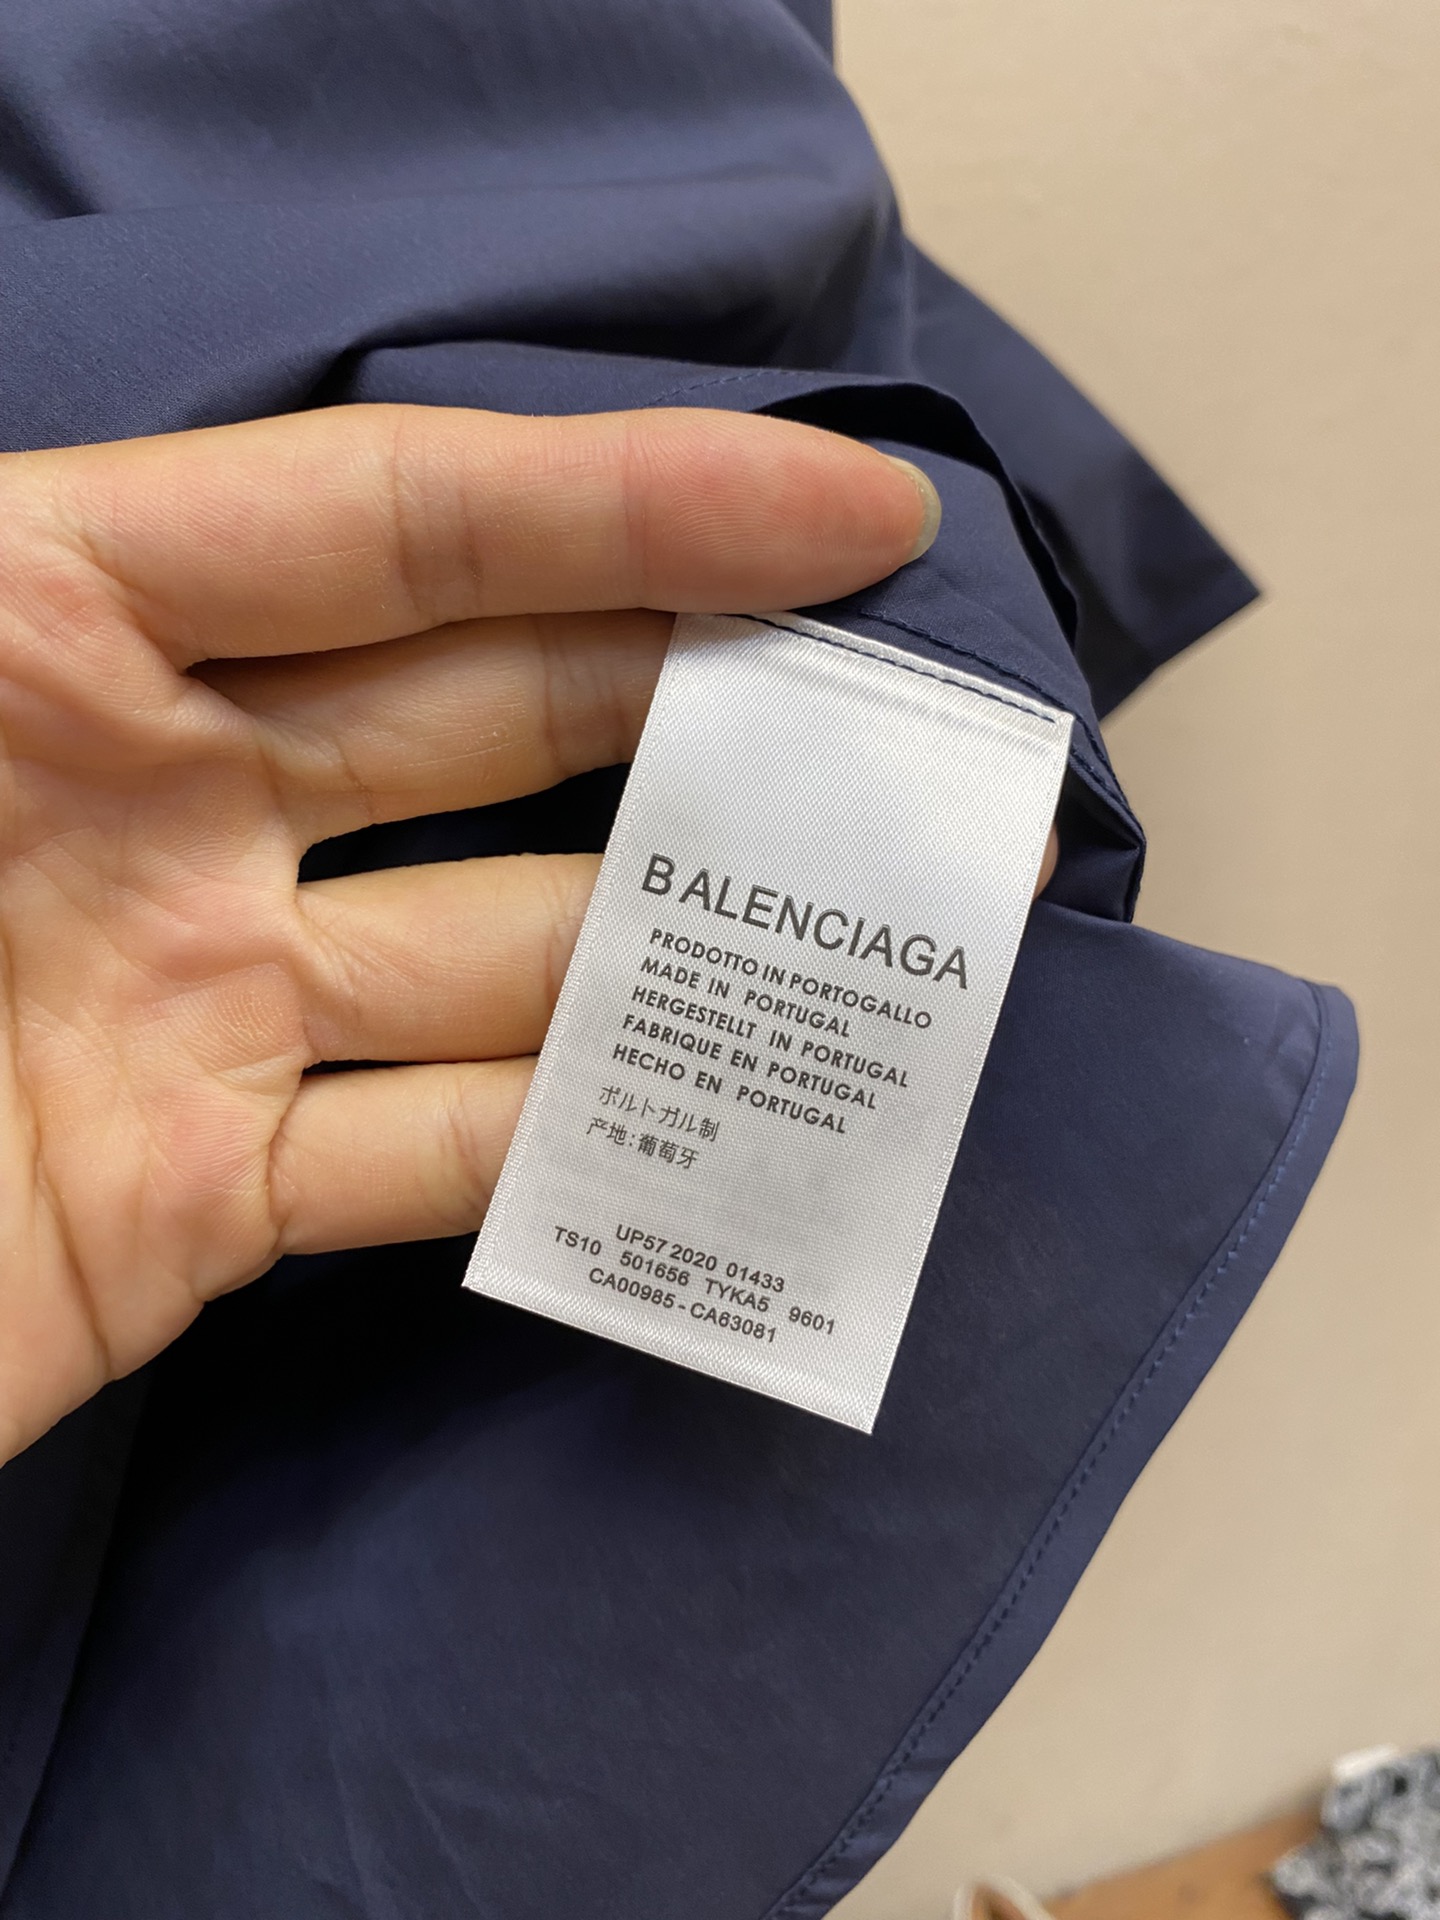 BALENCIAGA
PRODOTTO IN PORTOGALLO
MADE IN PORTUGAL
HERGESTELLT IN PORTUGAL
FABRIQUE EN PORTUGAL
HECHO EN PORTUGAL
ポルトガル制
产地:葡萄牙
UP57 2020 01433
TS10 501656 TYKA5 9601
CA00985-CA63081